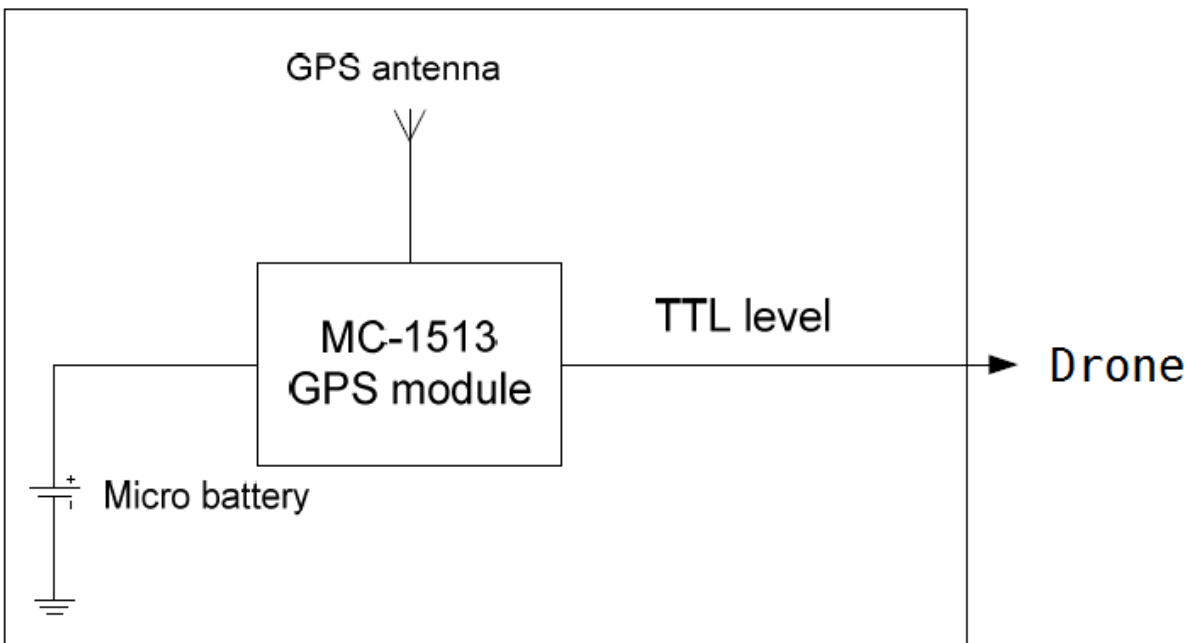 GPS antenna
MC-1513
GPS module
TTL level
Drone
+
Micro battery